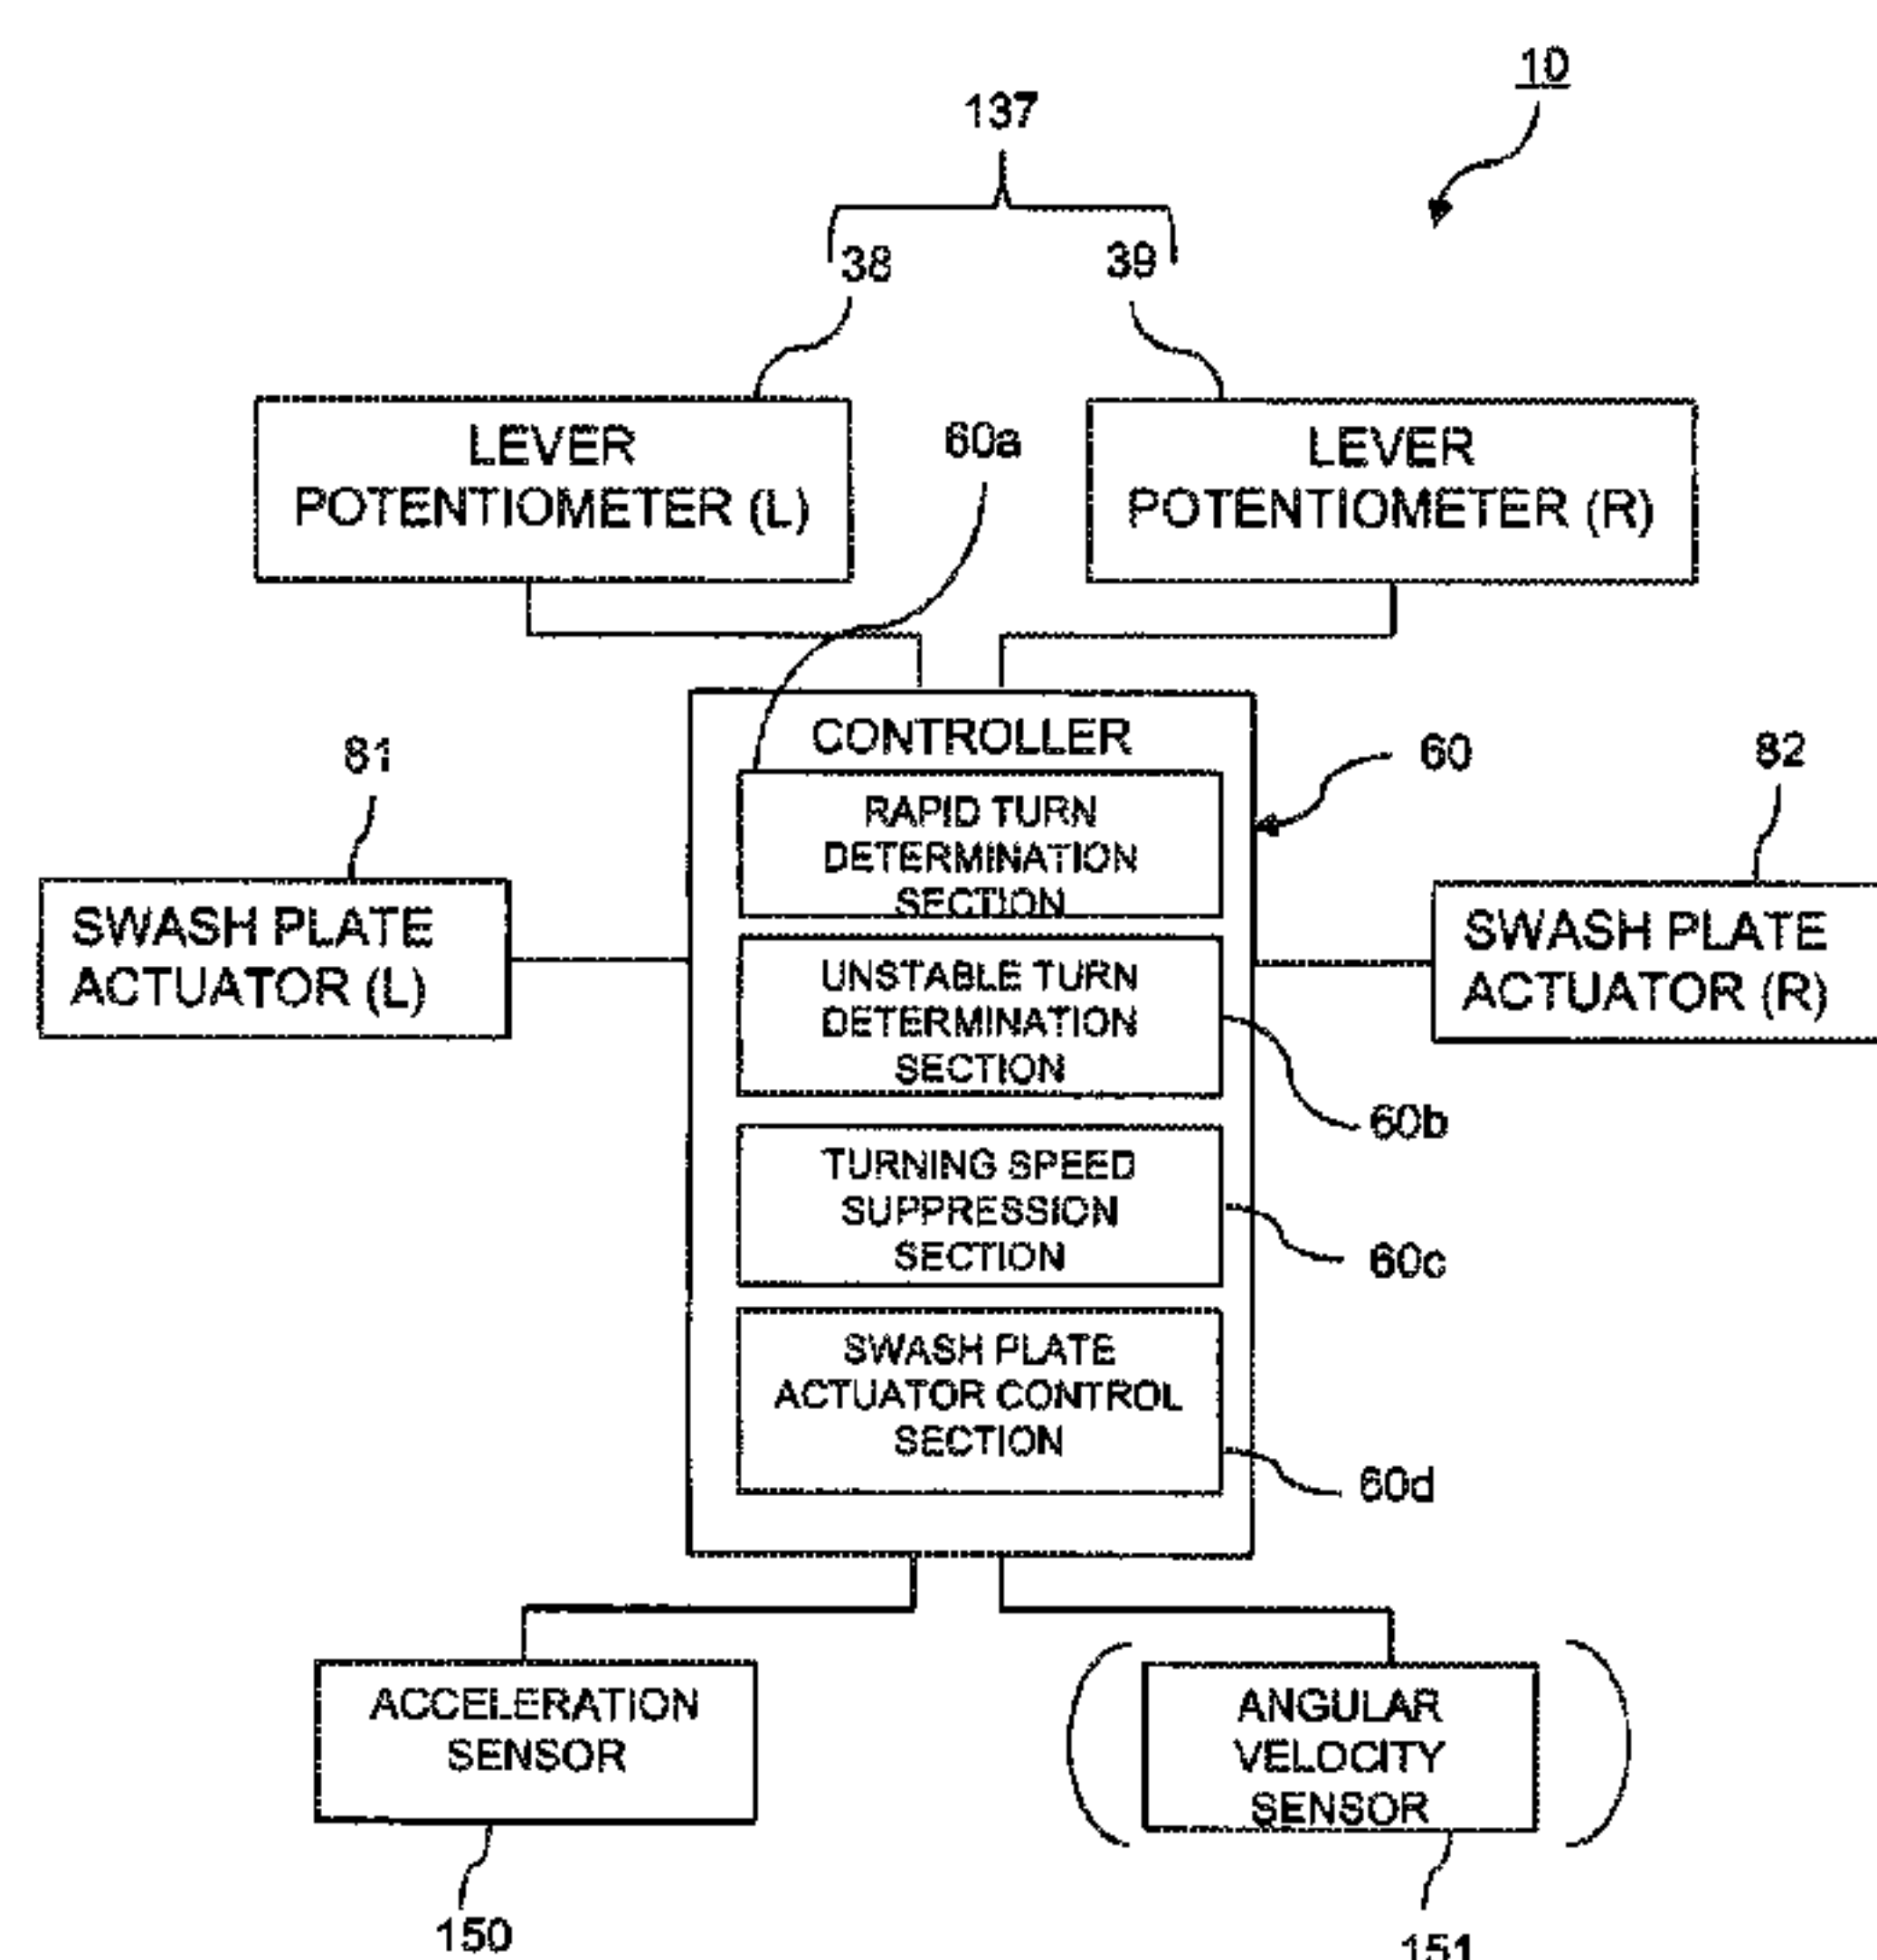 10
137
38
39
LEVER
POTENTIOMETER (L)
60a
LEVER
POTENTIOMETER (R)
CONTROLLER
60
81
82
RAPID TURN
DETERMINATION
SECTION
SWASH PLATE
ACTUATOR (L)
SWASH PLATE
ACTUATOR (R)
UNSTABLE TURN
DETERMINATION
SECTION
60b
TURNING SPEED
SUPPRESSION
SECTION
60c
SWASH PLATE
ACTUATOR CONTROL
SECTION
60d
ACCELERATION
SENSOR
ANGULAR
VELOCITY
SENSOR
150
151